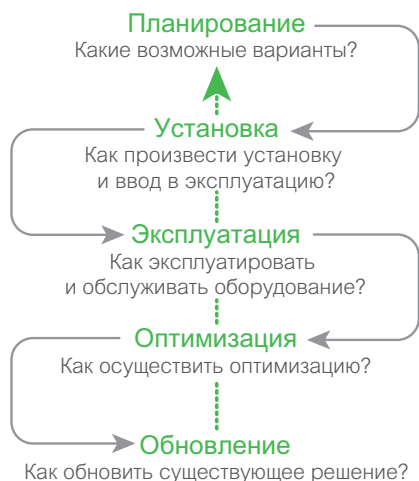 Планирование
Какие возможные варианты?
Установка
Как произвести установку
и ввод в эксплуатацию?
Эксплуатация
Как эксплуатировать
и обслуживать оборудование?
Оптимизация
Как осуществить оптимизацию?
Обновление
Как обновить существующее решение?